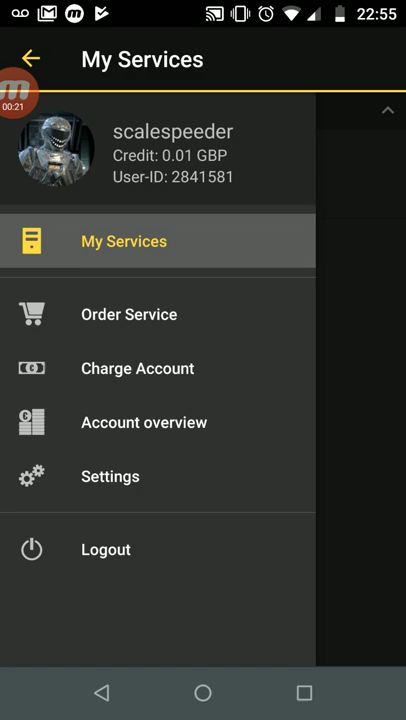 22:55
My Services
00:21
scalespeeder
Credit: 0.01 GBP
User-ID: 2841581
My Services
Order Service
Charge Account
Account overview
Settings
Logout